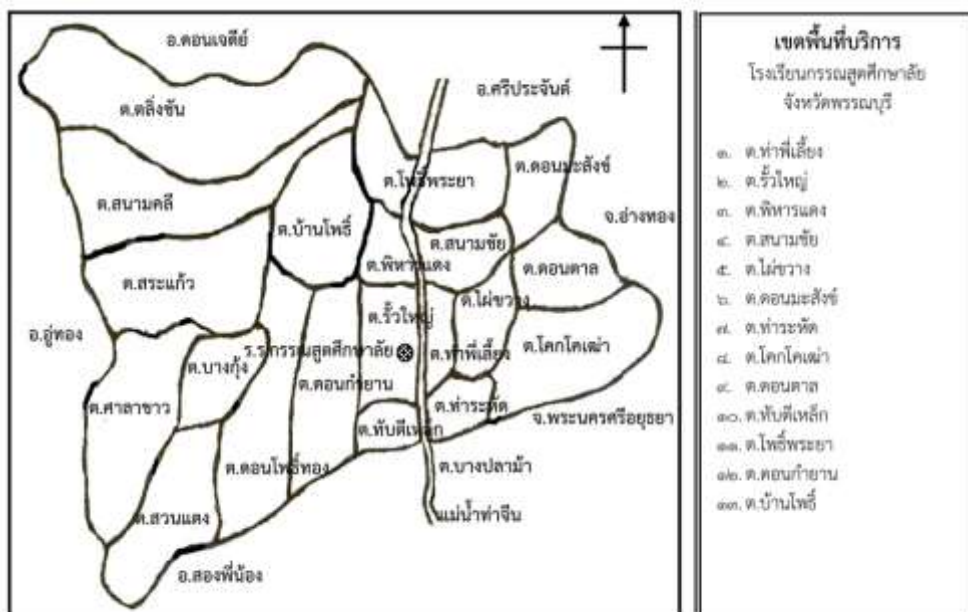 อ.ดอนเจดีย์
อ.ศรีประจันต์
ต.ตลิ่งชัน
ต.โพธิ์พระยา
ต.ดอนมะสังข์
ต.สนามคลี
จ.อ่างทอง
ต.บ้านโพธิ์
ต.สนามชัย
ต.พิหารแดง
ต.ดอนตาล
ต.สระแก้ว
ต.ไผ่ขวาง
ต.รั้วใหญ่
อ.อู่ทอง
ร.ร.กรรณสูตศึกษาลัย
ต.ท่าพี่เลี้ยง
ต.โคกโคเฒ่า
ต.บางกุ้ง
ต.ดอนกำยาน
ต.ศาลาขาว
ต.ท่าระหัด
จ.พระนครศรีอยุธยา
ต.ทับตีเหล็ก
ต.ดอนโพธิ์ทอง
ต.บางปลาม้า
ต.สวนแตง
แม่น้ำท่าจีน
อ.สองพี่น้อง
เขตพื้นที่บริการ
โรงเรียนกรรณสูตศึกษาลัย
จังหวัดพรรณบุรี
๑. ต.ท่าพี่เลี้ยง
๒. ต.รั้วใหญ่
๓. ต.พิหารแดง
๔. ต.สนามชัย
๕. ต.ไผ่ขวาง
๖. ต.ดอนมะสังข์
๗. ต.ท่าระหัด
๘. ต.โคกโคเฒ่า
๙. ต.ดอนตาล
๑๐. ต.ทับตีเหล็ก
๑๑. ต.โพธิ์พระยา
๑๒. ต.ดอนกำยาน
๑๓. ต.บ้านโพธิ์